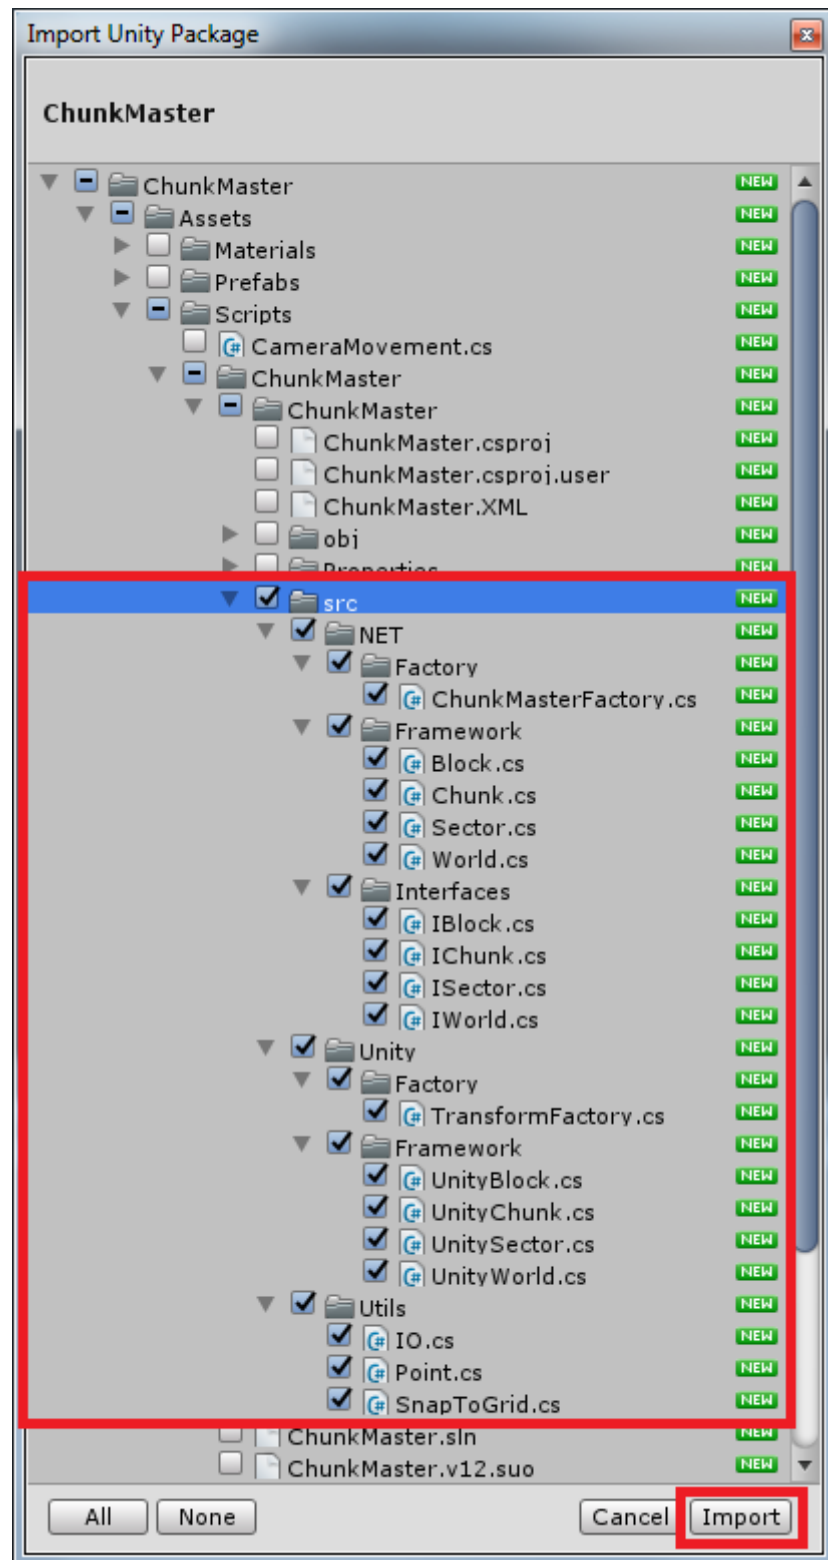 Import Unity Package
ChunkMaster
ChunkMaster NEW
Assets NEW
Materials NEW
Prefabs NEW
Scripts NEW
CameraMovement.cs NEW
ChunkMaster NEW
ChunkMaster NEW
ChunkMaster.csproj NEW
ChunkMaster.csproj.user NEW
ChunkMaster.XML NEW
obj NEW
Properties NEW
src NEW
NET NEW
Factory NEW
ChunkMasterFactory.cs NEW
Framework NEW
Block.cs NEW
Chunk.cs NEW
Sector.cs NEW
World.cs NEW
Interfaces NEW
IBlock.cs NEW
IChunk.cs NEW
ISector.cs NEW
IWorld.cs NEW
Unity NEW
Factory NEW
TransformFactory.cs NEW
Framework NEW
UnityBlock.cs NEW
UnityChunk.cs NEW
UnitySector.cs NEW
UnityWorld.cs NEW
Utils NEW
IO.cs NEW
Point.cs NEW
SnapToGrid.cs NEW
ChunkMaster.sln NEW
ChunkMaster.v12.suo NEW
All None Cancel Import